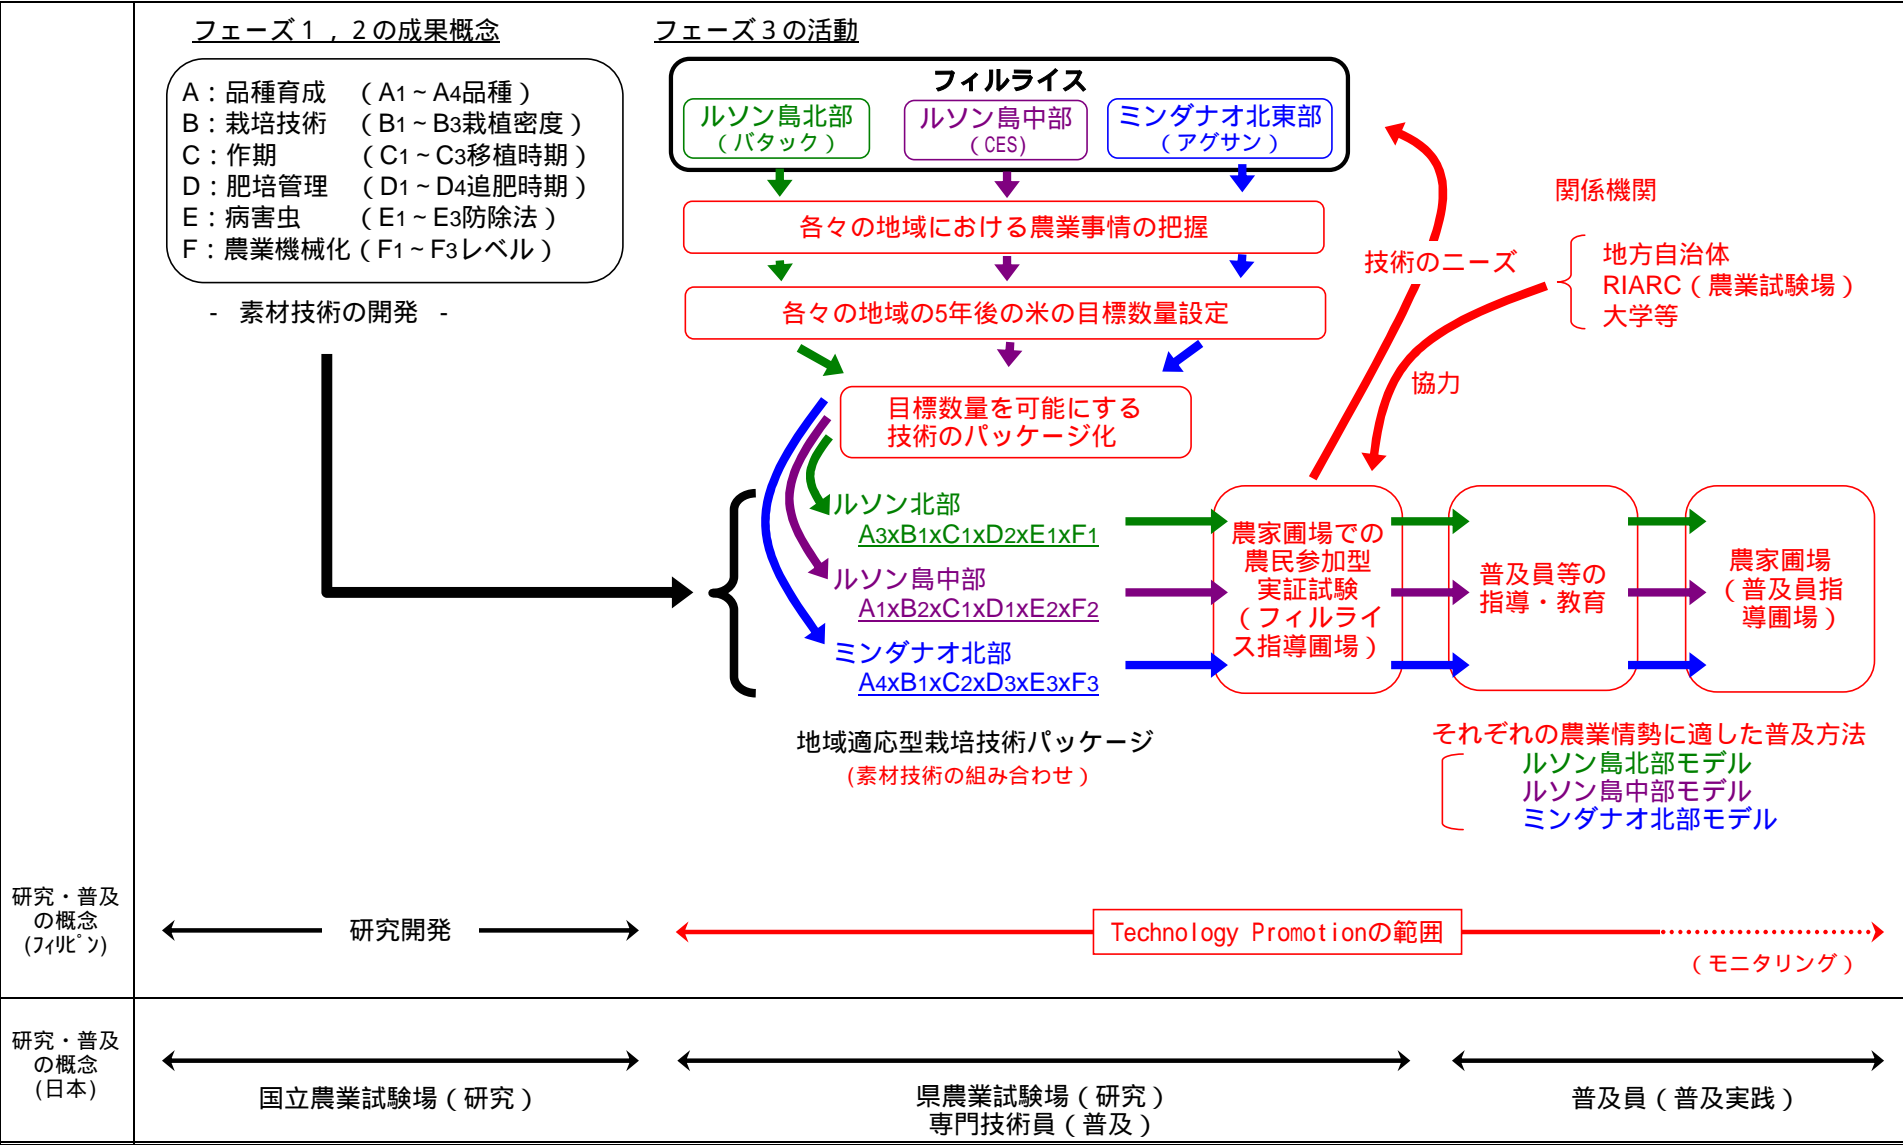 フェーズ1，2の成果概念
A：品種育成　（A1～A4品種）
B：栽培技術　（B1～B3栽植密度）
C：作期　　　（C1～C3移植時期）
D：肥培管理　（D1～D4追肥時期）
E：病害虫　　（E1～E3防除法）
F：農業機械化（F1～F3レベル）
-　素材技術の開発　-
フェーズ3の活動
フィルライス
ルソン島北部
（バタック）
ルソン島中部
（CES)
ミンダナオ北東部
（アグサン）
各々の地域における農業事情の把握
各々の地域の5年後の米の目標数量設定
目標数量を可能にする
技術のパッケージ化
技術のニーズ
協力
関係機関
地方自治体
RIARC（農業試験場）
大学等
ルソン北部
A3xB1xC1xD2xE1xF1
ルソン島中部
A1xB2xC1xD1xE2xF2
ミンダナオ北部
A4xB1xC2xD3xE3xF3
地域適応型栽培技術パッケージ
(素材技術の組み合わせ）
農家圃場での
農民参加型
実証試験
（フィルライ
ス指導圃場）
普及員等の
指導・教育
農家圃場
（普及員指
導圃場）
それぞれの農業情勢に適した普及方法
ルソン島北部モデル
ルソン島中部モデル
ミンダナオ北部モデル
研究・普及
の概念
(ﾌｨﾘﾋﾟﾝ)
研究開発
Technology Promotionの範囲
（モニタリング）
研究・普及
の概念
(日本)
国立農業試験場（研究）
県農業試験場（研究）
専門技術員（普及）
普及員（普及実践）